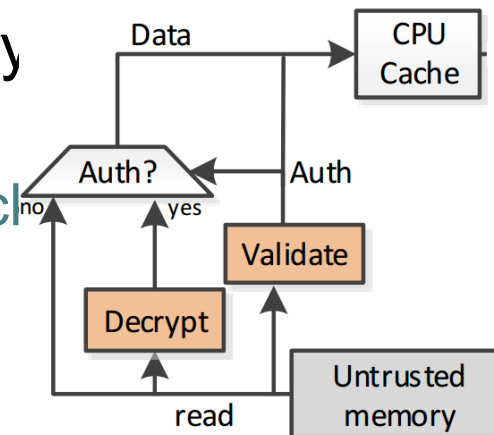 y
Data
CPU
Cache
Auth?
Auth
no
yes
Validate
Decrypt
Untrusted
memory
read